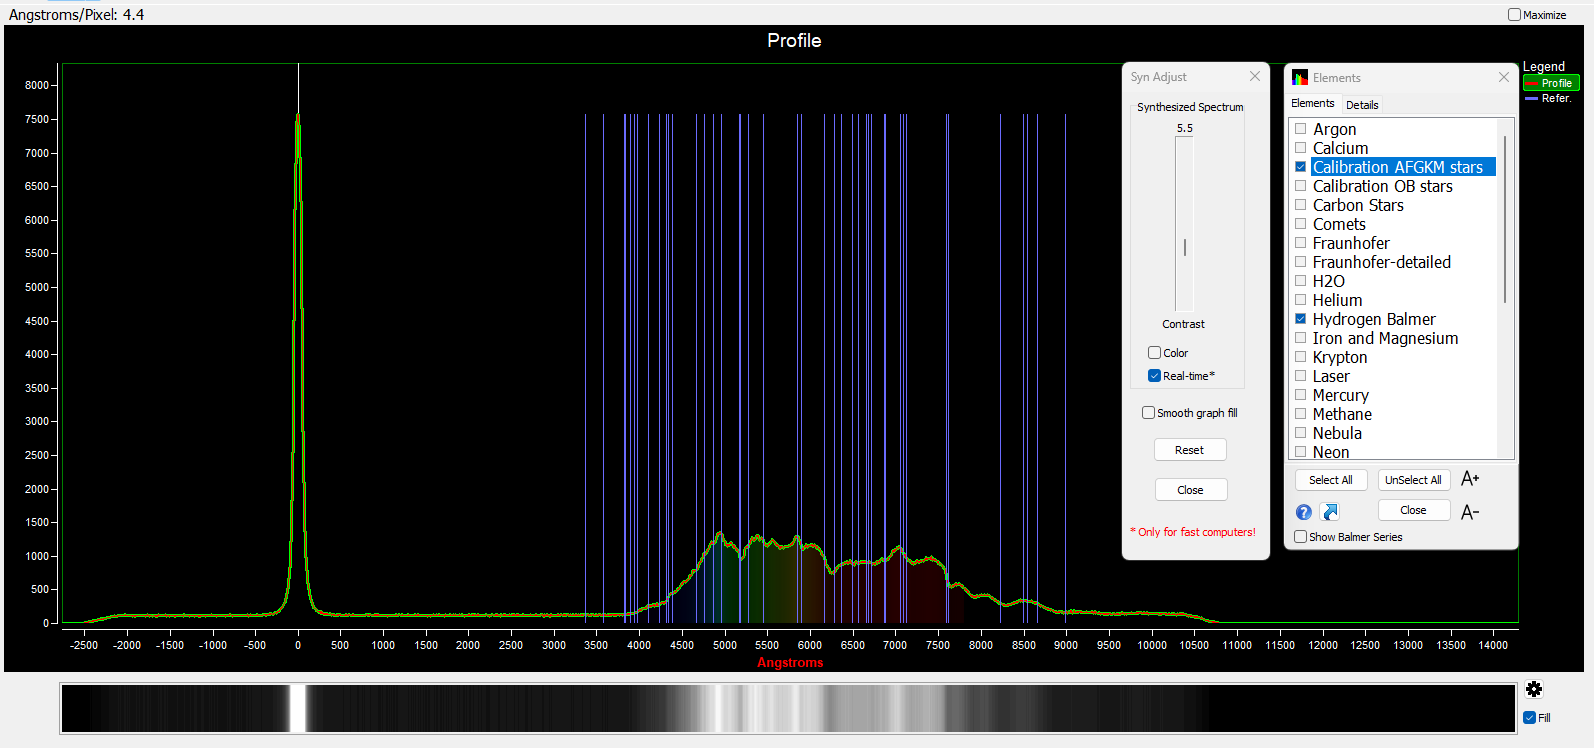 Angstroms/Pixel: 4.4
Maximize
Profile
Legend
Profile
Refer.
8000
7500
7000
6500
6000
5500
5000
4500
4000
3500
3000
2500
2000
1500
1000
500
0
-2500 -2000 -1500 -1000 -500 0 500 1000 1500 2000 2500 3000 3500 4000 4500 5000 5500 6000 6500 7000 7500 8000 8500 9000 9500 10000 10500 11000 11500 12000 12500 13000 13500 14000
Angstroms
Syn Adjust
Synthesized Spectrum
5.5
Contrast
Color
Real-time*
Smooth graph fill
Reset
Close
* Only for fast computers!
Elements
Elements Details
Argon
Calcium
Calibration AFGKM stars
Calibration OB stars
Carbon Stars
Comets
Fraunhofer
Fraunhofer-detailed
H2O
Helium
Hydrogen Balmer
Iron and Magnesium
Krypton
Laser
Mercury
Methane
Nebula
Neon
Select All UnSelect All A+
? Close A-
Show Balmer Series
Fill